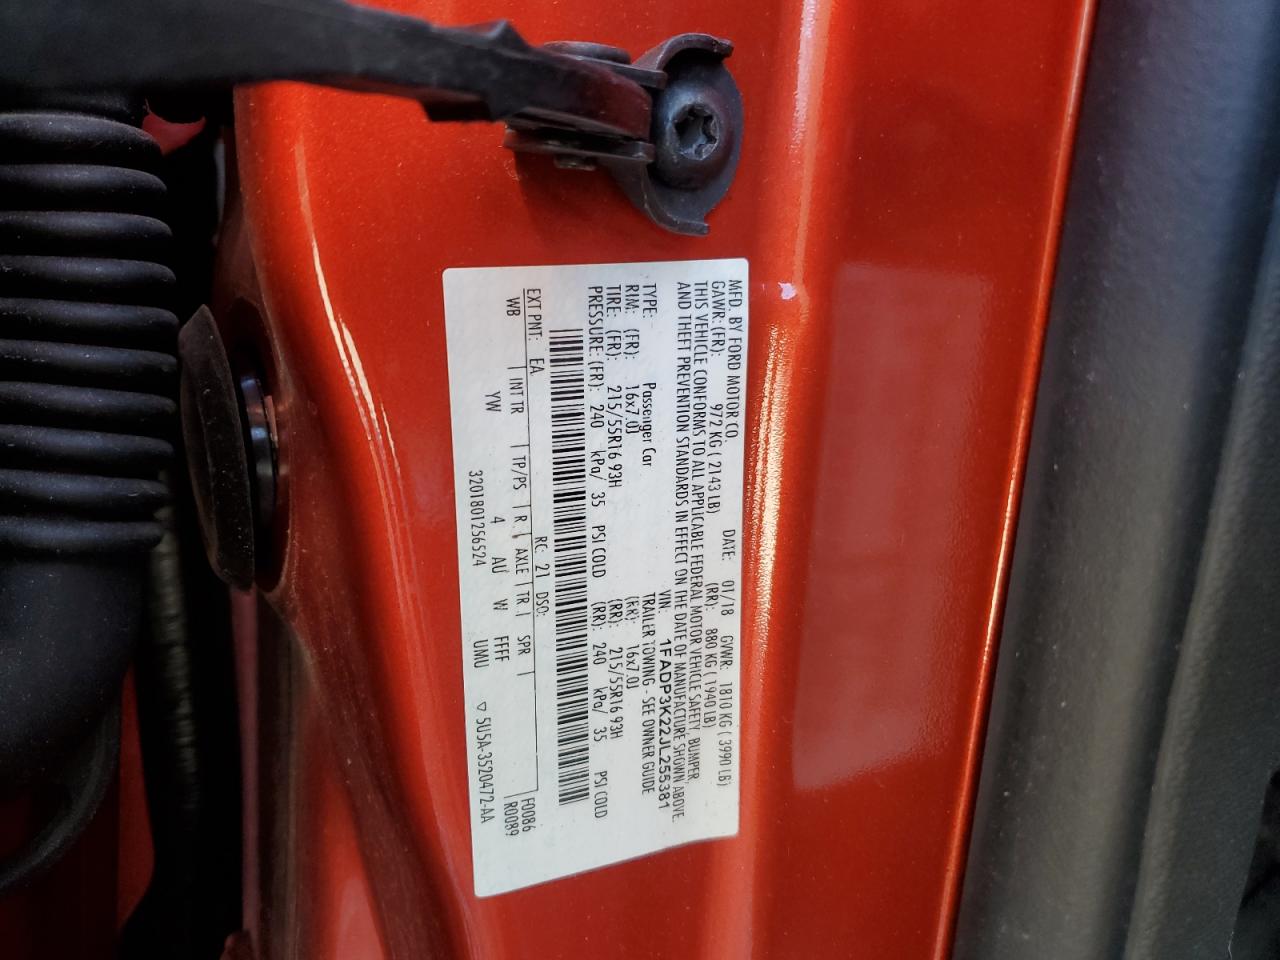 MFD. BY FORD MOTOR CO.
DATE: 01/18 GVWR: 1810 KG ( 3990 LB)
GAWR: (FR): 972 KG ( 2143 LB) (RR): 880 KG ( 1940 LB)
THIS VEHICLE CONFORMS TO ALL APPLICABLE FEDERAL MOTOR VEHICLE SAFETY, BUMPER,
AND THEFT PREVENTION STANDARDS IN EFFECT ON THE DATE OF MANUFACTURE SHOWN ABOVE.
VIN: 1FADP3K22JL255381
TYPE: Passenger Car TRAILER TOWING - SEE OWNER GUIDE
RIM: (FR): 16x7.0J (RR): 16x7.0J
TIRE: (FR): 215/55R16 93H (RR): 215/55R16 93H
PRESSURE: (FR): 240 kPa/ 35 PSI COLD (RR): 240 kPa/ 35 PSI COLD
EXT PNT: EA RC: 21 DSO: F0086
WB INT TR TP/PS R. AXLE TR SPR R0089
YW 4 AU W FFFF
3201801256524 UMU ▽ 5U5A-3520472-AA